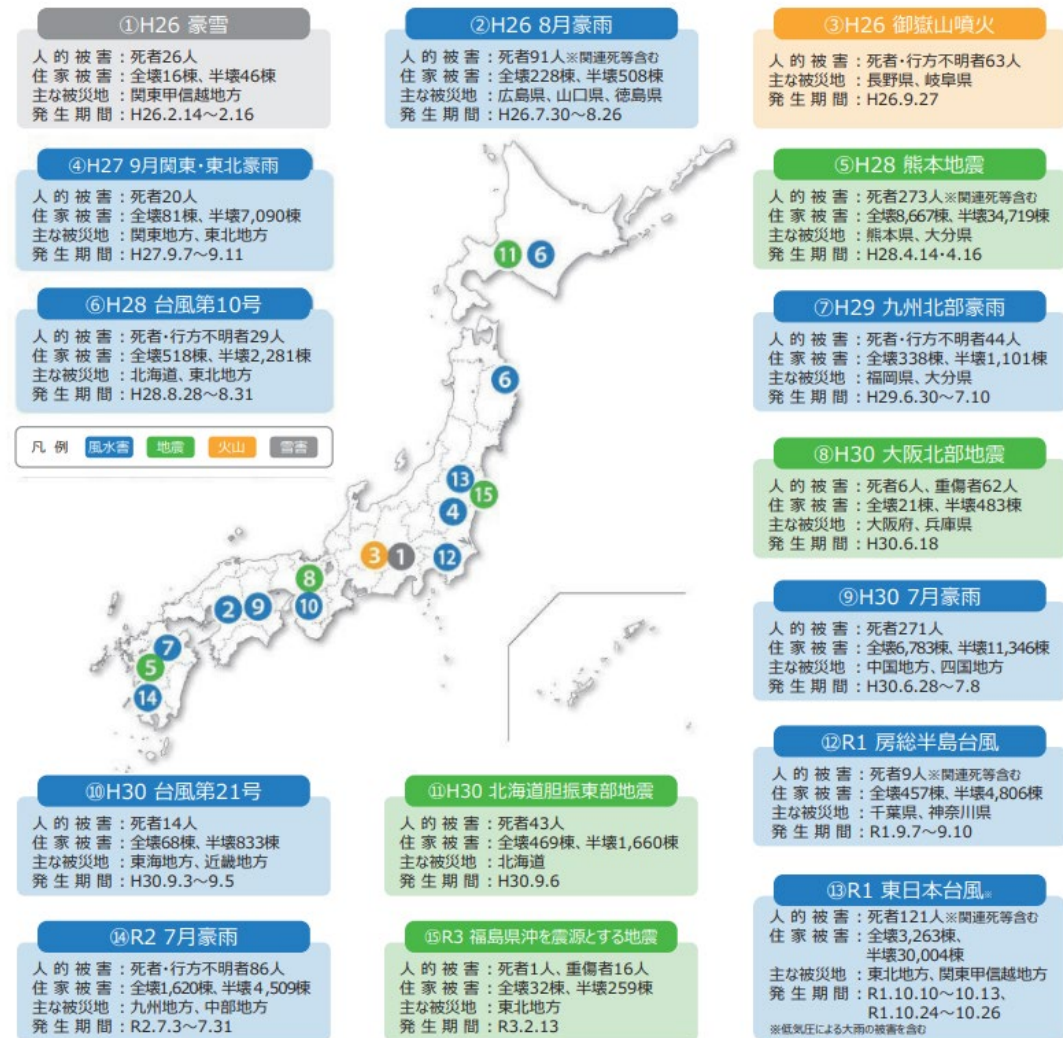 ①H26 豪雪
人的被害：死者26人
住家被害：全壊16棟、半壊46棟
主な被災地：関東甲信越地方
発生期間：H26.2.14～2.16
②H26 8月豪雨
人的被害：死者91人※関連死等含む
住家被害：全壊228棟、半壊508棟
主な被災地：広島県、山口県、徳島県
発生期間：H26.7.30～8.26
③H26 御嶽山噴火
人的被害：死者・行方不明者63人
主な被災地：長野県、岐阜県
発生期間：H26.9.27
④H27 9月関東・東北豪雨
人的被害：死者20人
住家被害：全壊81棟、半壊7,090棟
主な被災地：関東地方、東北地方
発生期間：H27.9.7～9.11
⑤H28 熊本地震
人的被害：死者273人※関連死等含む
住家被害：全壊8,667棟、半壊34,719棟
主な被災地：熊本県、大分県
発生期間：H28.4.14・4.16
⑥H28 台風第10号
人的被害：死者・行方不明者29人
住家被害：全壊518棟、半壊2,281棟
主な被災地：北海道、東北地方
発生期間：H28.8.28～8.31
⑦H29 九州北部豪雨
人的被害：死者・行方不明者44人
住家被害：全壊338棟、半壊1,101棟
主な被災地：福岡県、大分県
発生期間：H29.6.30～7.10
凡例 風水害 地震 火山 雪害
⑧H30 大阪北部地震
人的被害：死者6人、重傷者62人
住家被害：全壊21棟、半壊483棟
主な被災地：大阪府、兵庫県
発生期間：H30.6.18
⑨H30 7月豪雨
人的被害：死者271人
住家被害：全壊6,783棟、半壊11,346棟
主な被災地：中国地方、四国地方
発生期間：H30.6.28～7.8
11 6
6
13
15
4
3 1 12
8
2 9 10
7
5
14
⑩H30 台風第21号
人的被害：死者14人
住家被害：全壊68棟、半壊833棟
主な被災地：東海地方、近畿地方
発生期間：H30.9.3～9.5
⑪H30 北海道胆振東部地震
人的被害：死者43人
住家被害：全壊469棟、半壊1,660棟
主な被災地：北海道
発生期間：H30.9.6
⑫R1 房総半島台風
人的被害：死者9人※関連死等含む
住家被害：全壊457棟、半壊4,806棟
主な被災地：千葉県、神奈川県
発生期間：R1.9.7～9.10
⑬R1 東日本台風※
人的被害：死者121人※関連死等含む
住家被害：全壊3,263棟、
半壊30,004棟
主な被災地：東北地方、関東甲信越地方
発生期間：R1.10.10～10.13、
R1.10.24～10.26
※低気圧による大雨の被害を含む
⑭R2 7月豪雨
人的被害：死者・行方不明者86人
住家被害：全壊1,620棟、半壊4,509棟
主な被災地：九州地方、中部地方
発生期間：R2.7.3～7.31
⑮R3 福島県沖を震源とする地震
人的被害：死者1人、重傷者16人
住家被害：全壊32棟、半壊259棟
主な被災地：東北地方
発生期間：R3.2.13